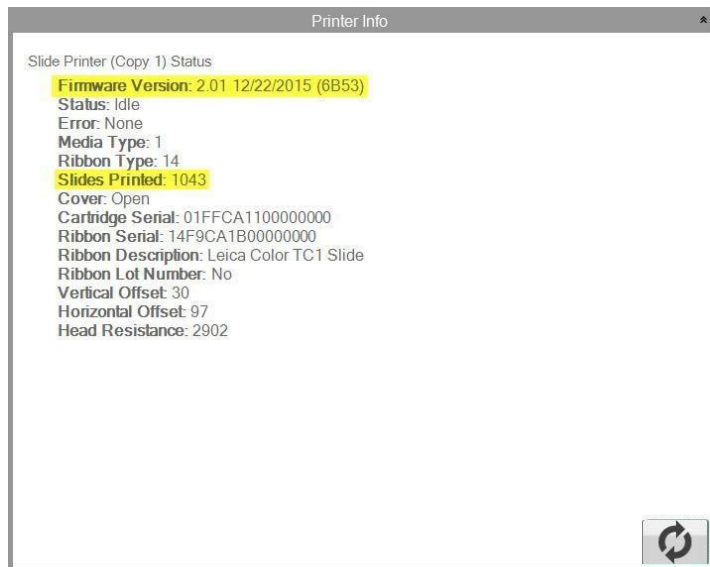 Printer Info
Slide Printer (Copy 1) Status
Firmware Version: 2.01 12/22/2015 (6B53)
Status: Idle
Error: None
Media Type: 1
Ribbon Type: 14
Slides Printed: 1043
Cover: Open
Cartridge Serial: 01FFCA1100000000
Ribbon Serial: 14F9CA1B00000000
Ribbon Description: Leica Color TC1 Slide
Ribbon Lot Number: No
Vertical Offset: 30
Horizontal Offset: 97
Head Resistance: 2902